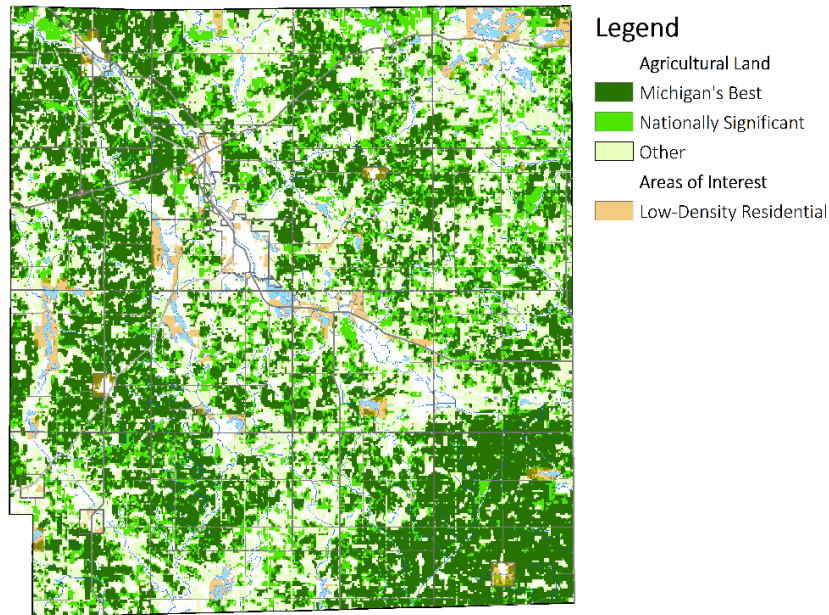 Legend
Agricultural Land
Michigan's Best
Nationally Significant
Other
Areas of Interest
Low-Density Residential